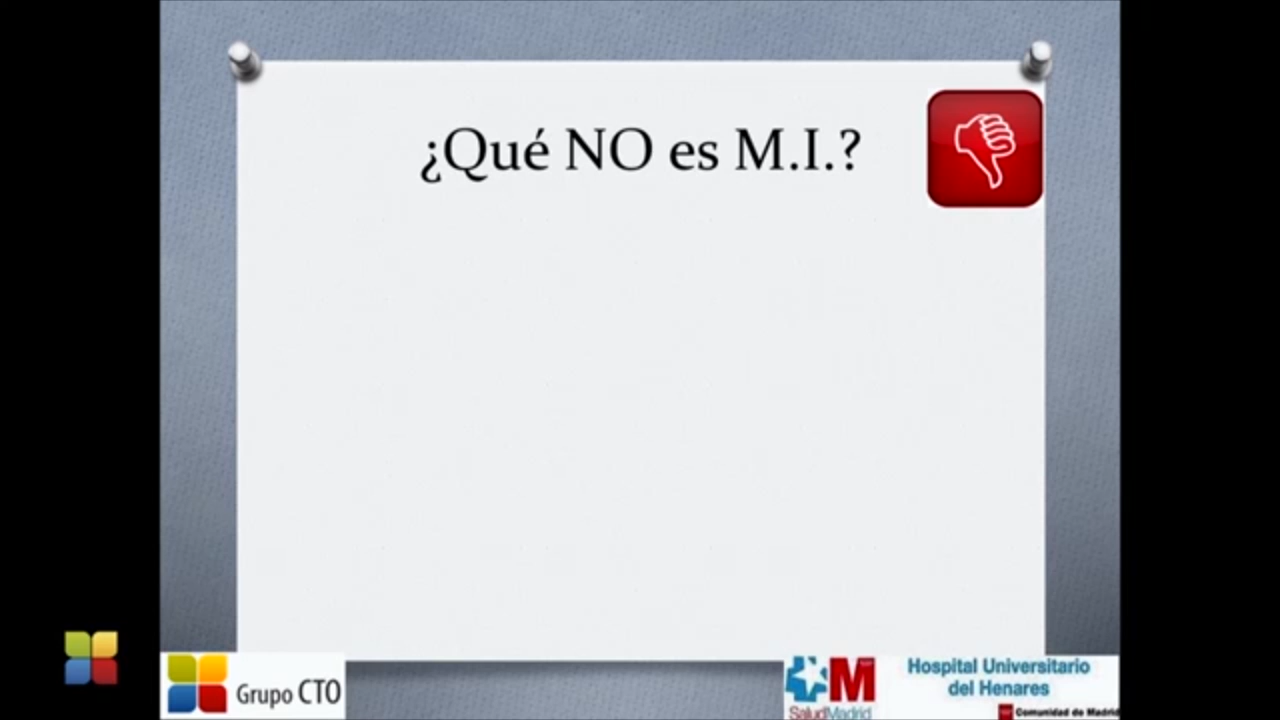 ¿Qué NO es M.I.?
Grupo CTO
M
SaludMadrid
Hospital Universitario
del Henares
Comunidad de Madrid